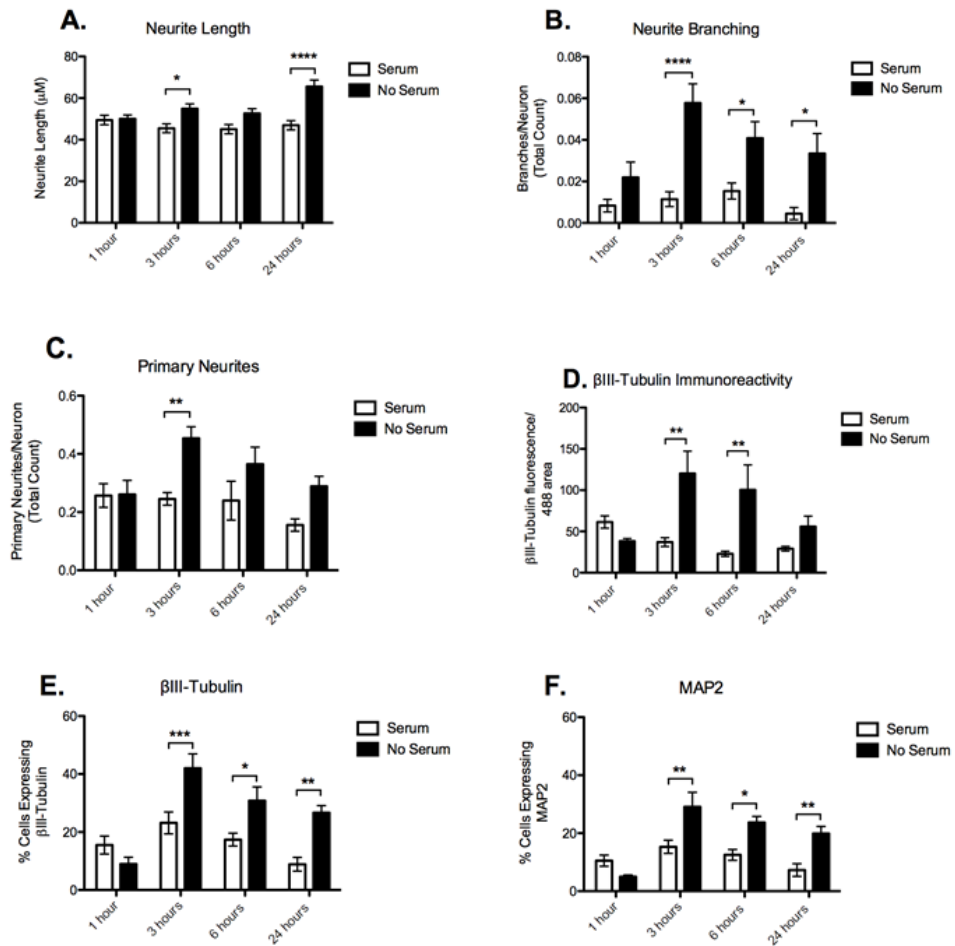 A.
Neurite Length
Neurite Length (µM)
80
60
40
20
0
*
****
Serum
No Serum
1 hour
3 hours
6 hours
24 hours
B.
Neurite Branching
Branches/Neuron
(Total Count)
0.08
0.06
0.04
0.02
0.00
****
*
*
Serum
No Serum
1 hour
3 hours
6 hours
24 hours
C.
Primary Neurites
Primary Neurites/Neuron
(Total Count)
0.6
0.4
0.2
0.0
**
Serum
No Serum
1 hour
3 hours
6 hours
24 hours
D.
βIII-Tubulin Immunoreactivity
βIII-Tubulin fluorescence/
488 area
200
150
100
50
0
**
**
Serum
No Serum
1 hour
3 hours
6 hours
24 hours
E.
βIII-Tubulin
% Cells Expressing
βIII-Tubulin
60
40
20
0
***
*
**
Serum
No Serum
1 hour
3 hours
6 hours
24 hours
F.
MAP2
% Cells Expressing
MAP2
60
40
20
0
**
*
**
Serum
No Serum
1 hour
3 hours
6 hours
24 hours